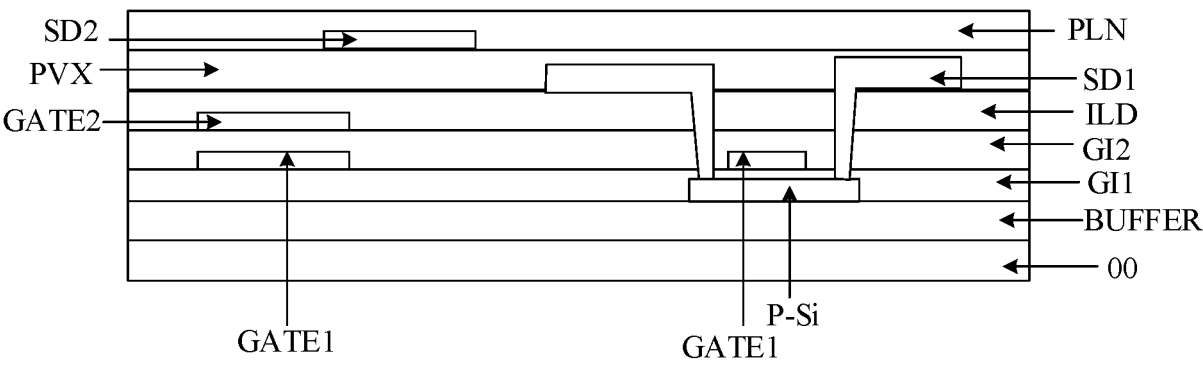 SD2
PLN
PVX
SD1
GATE2
ILD
GI2
GI1
BUFFER
00
P-Si
GATE1
GATE1